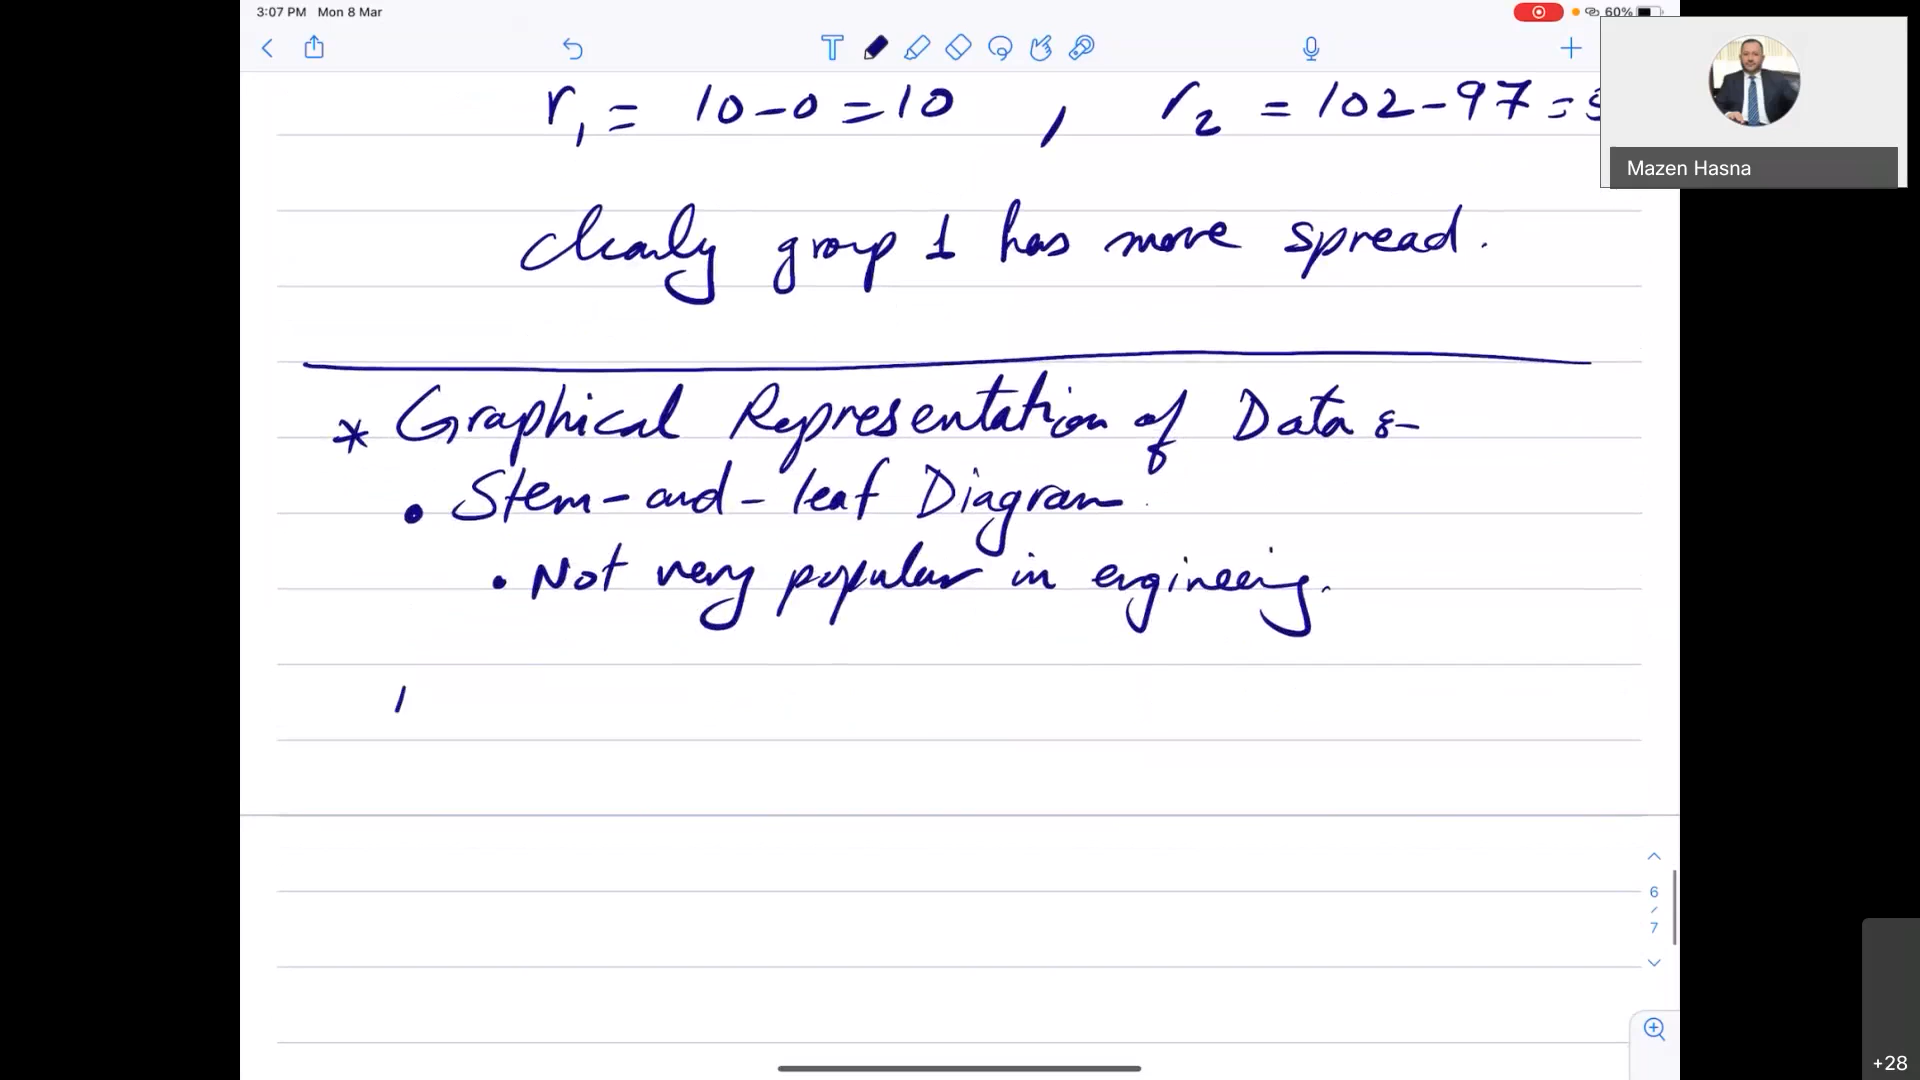 3:07 PM Mon 8 Mar
60%
r1 = 10-0=10 , r2 = 102-97=5
Mazen Hasna
Clearly group 1 has more spread.
* Graphical Representation of Data :-
• Stem-and-leaf Diagram
• Not very popular in engineering.
6
/
7
+28